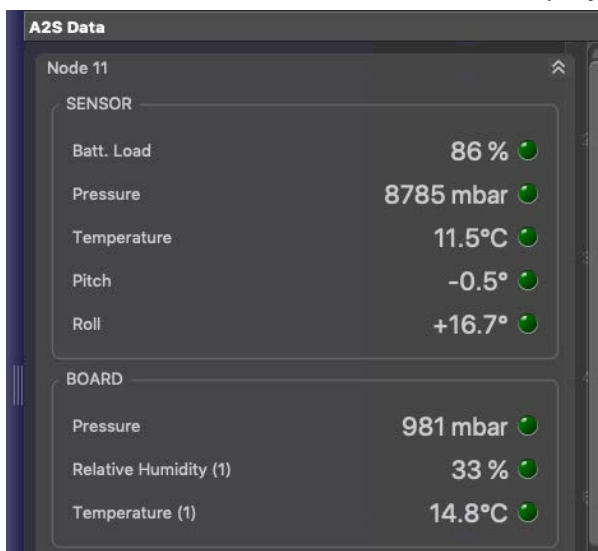 A2S Data
Node 11
SENSOR
Batt. Load 86 %
Pressure 8785 mbar
Temperature 11.5°C
Pitch -0.5°
Roll +16.7°
BOARD
Pressure 981 mbar
Relative Humidity (1) 33 %
Temperature (1) 14.8°C